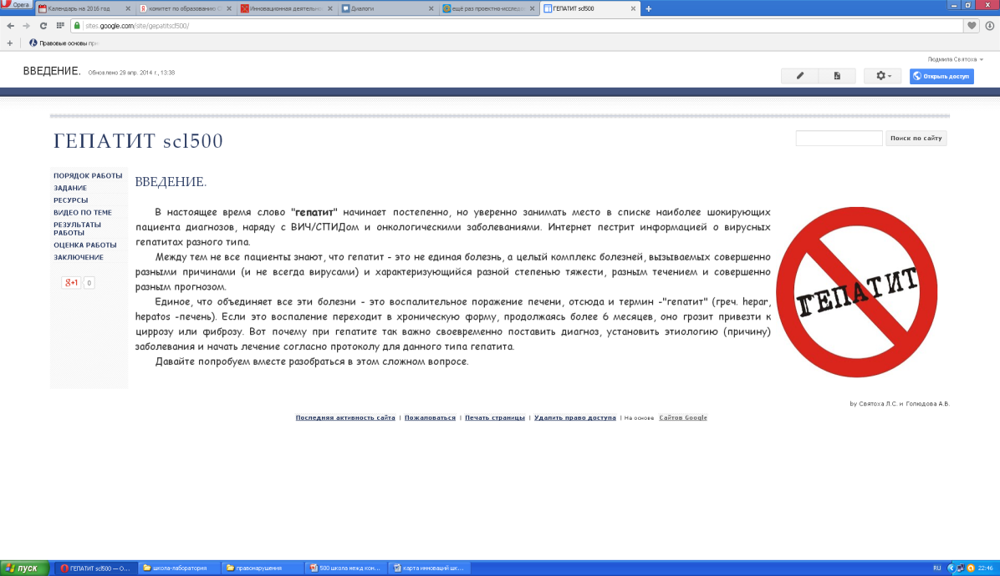 Opera
Календарь на 2016 год
комитет по образованию С
Инновационная деятельно
Диалоги
ещё раз проектно-исследо
ГЕПАТИТ scl500
sites.google.com/site/gepatitscl500/
Правовые основы при
Людмила Святоха
ВВЕДЕНИЕ. Обновлено 29 апр. 2014 г., 13:38
Открыть доступ
ГЕПАТИТ scl500
Поиск по сайту
ПОРЯДОК РАБОТЫ
ЗАДАНИЕ
РЕСУРСЫ
ВИДЕО ПО ТЕМЕ
РЕЗУЛЬТАТЫ
РАБОТЫ
ОЦЕНКА РАБОТЫ
ЗАКЛЮЧЕНИЕ
g+1 0
ВВЕДЕНИЕ.
В настоящее время слово "гепатит" начинает постепенно, но уверенно занимать место в списке наиболее шокирующих
пациента диагнозов, наряду с ВИЧ/СПИДом и онкологическими заболеваниями. Интернет пестрит информацией о вирусных
гепатитах разного типа.
Между тем не все пациенты знают, что гепатит - это не единая болезнь, а целый комплекс болезней, вызываемых совершенно
разными причинами (и не всегда вирусами) и характеризующийся разной степенью тяжести, разным течением и совершенно
разным прогнозом.
Единое, что объединяет все эти болезни - это воспалительное поражение печени, отсюда и термин -"гепатит" (греч. hepar,
hepatos -печень). Если это воспаление переходит в хроническую форму, продолжаясь более 6 месяцев, оно грозит привезти к
циррозу или фиброзу. Вот почему при гепатите так важно своевременно поставить диагноз, установить этиологию (причину)
заболевания и начать лечение согласно протоколу для данного типа гепатита.
Давайте попробуем вместе разобраться в этом сложном вопросе.
ГЕПАТИТ
by Святоха Л.С. и Голюдова А.В.
Последняя активность сайта | Пожаловаться | Печать страницы | Удалить право доступа | На основе Сайтов Google
пуск
ГЕПАТИТ scl500 — O...
школа-лаборатория
правонарушения
500 школа межд кон...
карта инноваций шк...
RU
22:46